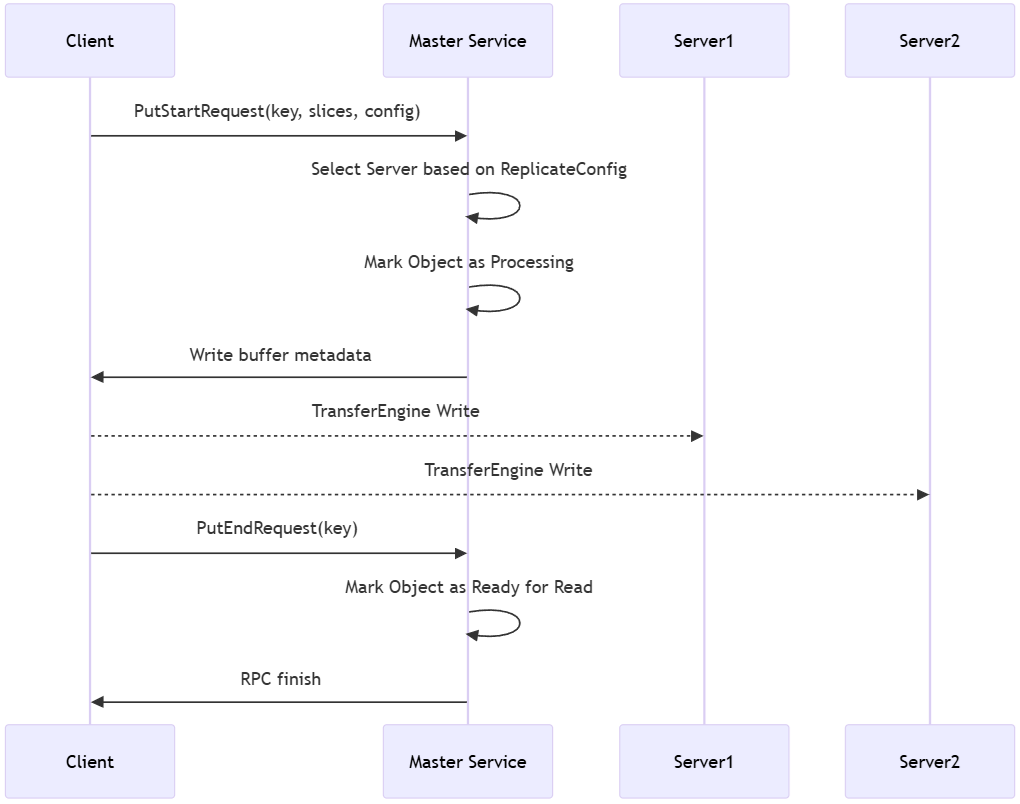 Client
Master Service
Server1
Server2
PutStartRequest(key, slices, config)
Select Server based on ReplicateConfig
Mark Object as Processing
Write buffer metadata
TransferEngine Write
TransferEngine Write
PutEndRequest(key)
Mark Object as Ready for Read
RPC finish
Client
Master Service
Server1
Server2